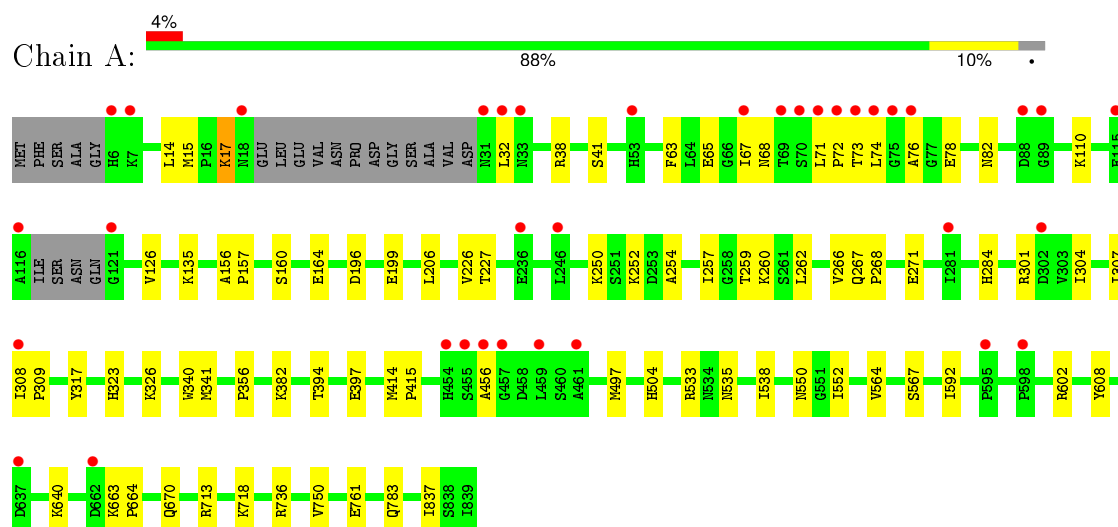 4%
Chain A:
88% 10% •
MET PHE SER ALA GLY H6 K7 L14 M15 P16 K17 N18 GLU LEU GLU VAL ASN PRO ASP GLY SER ALA VAL ASP N31 L32 N33 R38 S41 H53 F63 L64 E65 G66 I67 N68 T69 S70 L71 P72 T73 L74 G75 A76 G77 E78 N82 D88 G89 K110 E115
A116 ILE SER ASN GLN G121 V126 K135 A156 P157 S160 E164 D196 E199 L206 V226 T227 E236 L246 K250 S251 K252 D253 A254 I257 G258 T259 K260 S261 L262 V266 Q267 P268 E271 I281 H284 R301 D302 V303 I304 I307
I308 P309 Y317 H323 K326 W340 M341 P356 K382 T394 E397 M414 P415 H454 S455 A456 G457 D458 L459 S460 A461 M497 H504 R533 N534 N535 I538 N550 G551 I552 V564 S567 I592 P595 P598 R602 Y608
D637 K640 D662 K663 P664 Q670 R713 K718 R736 V750 E761 Q783 I837 S838 I839